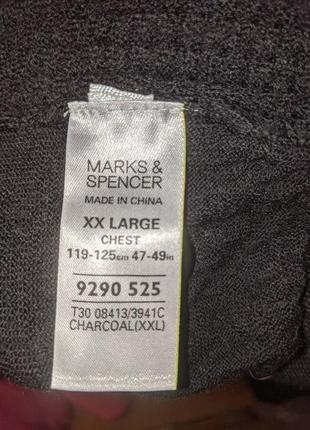 MARKS &
SPENCER
MADE IN CHINA
XX LARGE
CHEST
119-125cm 47-49in
9290 525
T30 08413/3941C
CHARCOAL(XXL)